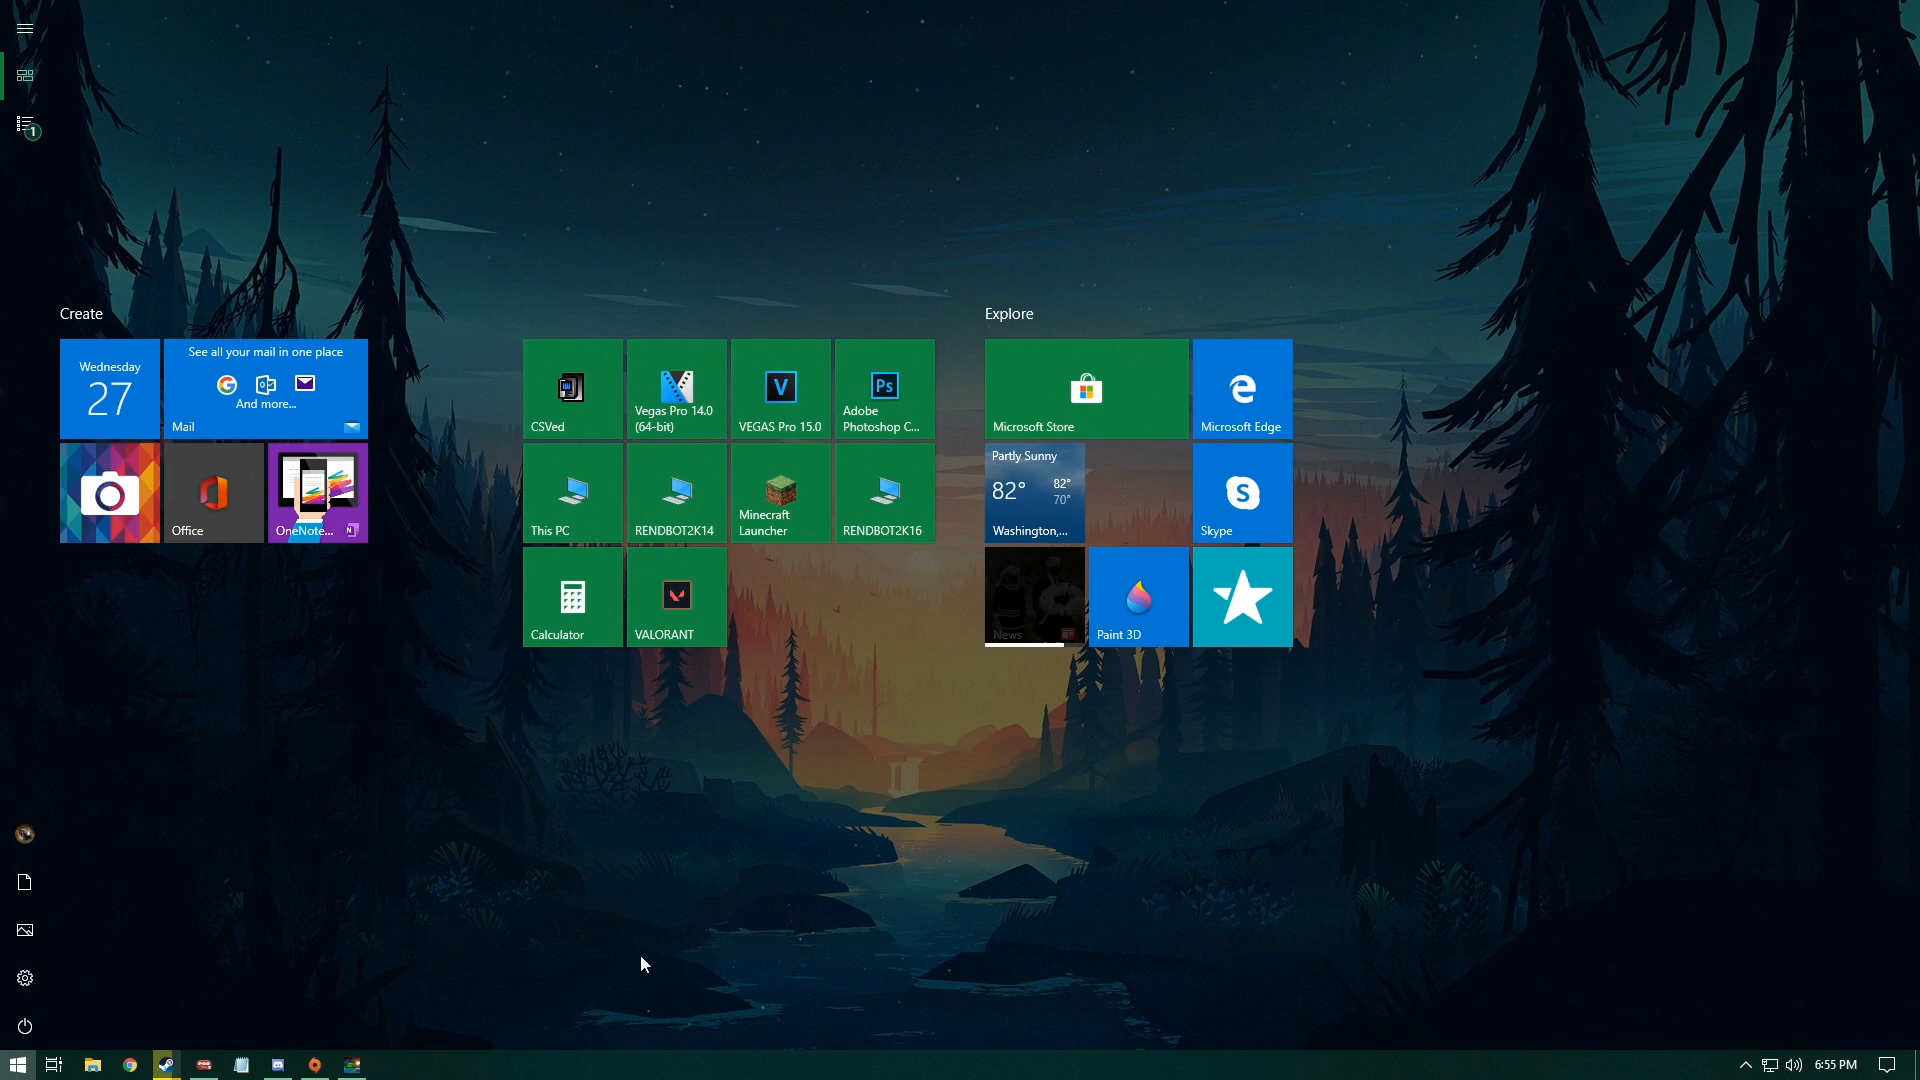 1
Create
Explore
Wednesday
27
See all your mail in one place
And more...
Mail
Office
OneNote...
N
CSVed
Vegas Pro 14.0
(64-bit)
V
VEGAS Pro 15.0
Ps
Adobe
Photoshop C...
This PC
RENDBOT2K14
Minecraft
Launcher
RENDBOT2K16
Calculator
VALORANT
Microsoft Store
Microsoft Edge
Partly Sunny
82°
82°
70°
Washington,...
S
Skype
News
Paint 3D
6:55 PM